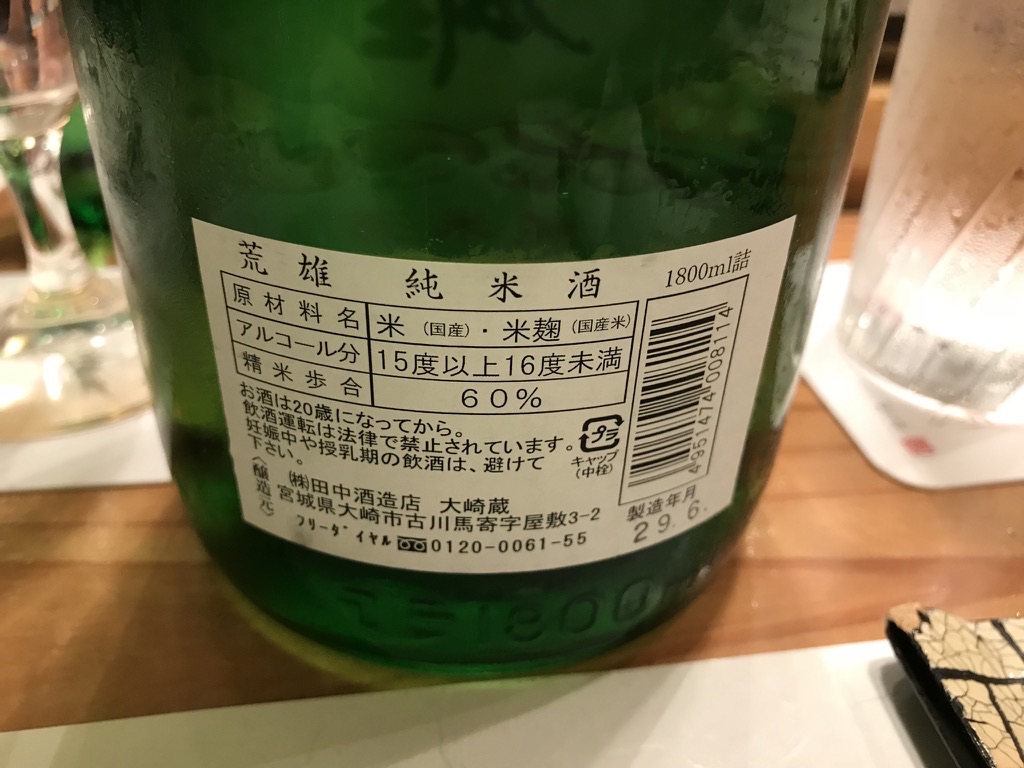 荒雄 純米酒 1800ml詰
原材料名 米（国産）・米麹（国産米）
アルコール分 15度以上16度未満
精米歩合 60%
お酒は20歳になってから。
飲酒運転は法律で禁止されています。
妊娠中や授乳期の飲酒は、避けて
下さい。
プラ
キャップ
(中栓)
4957474008114
製造年月
29.6.
〈醸造元〉
㈱田中酒造店 大崎蔵
宮城県大崎市古川馬寄字屋敷3-2
フリーダイヤル 0120-0061-55
1800